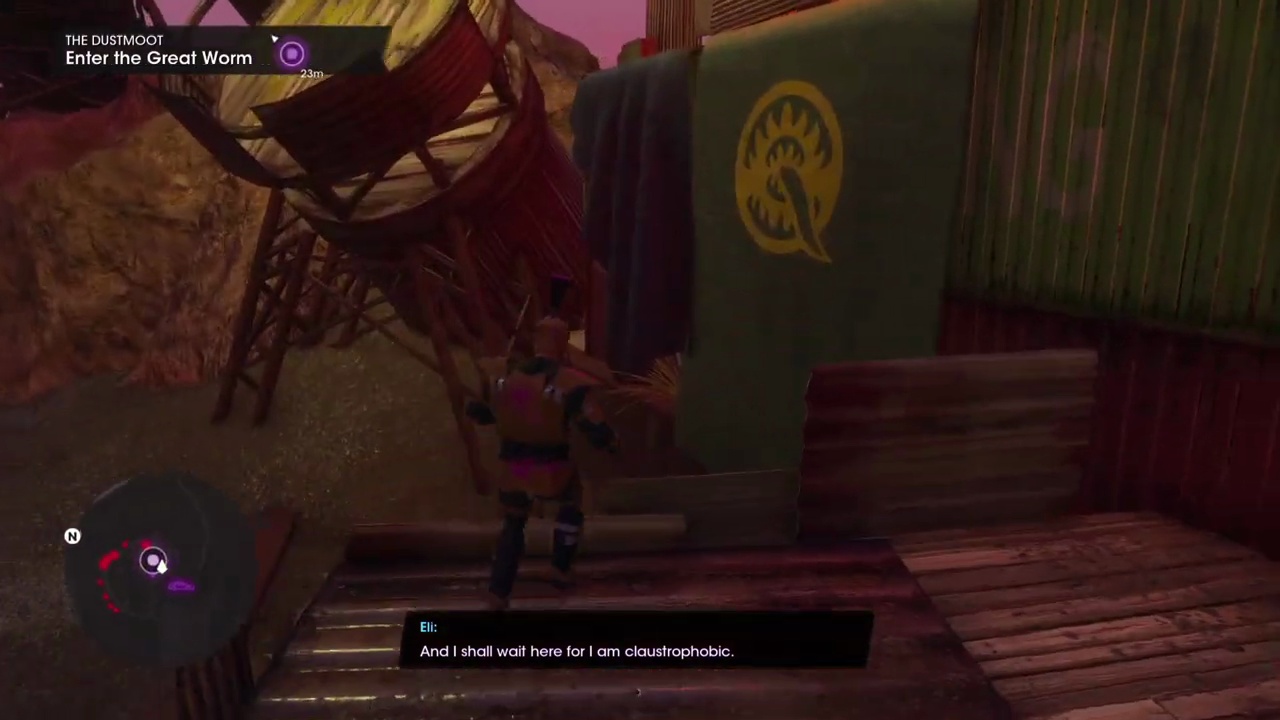 THE DUSTMOOT
Enter the Great Worm
23m
N
Eli:
And I shall wait here for I am claustrophobic.